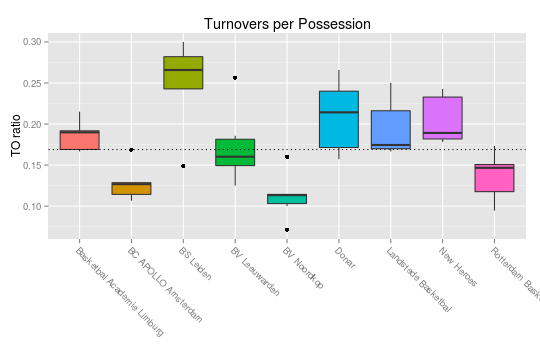 Turnovers per Possession
TO ratio
0.30
0.25
0.20
0.15
0.10
Basketbal Academie Limburg
BC APOLLO Amsterdam
BS Leiden
BV Leeuwarden
BV Noordkop
Donar
Landstede Basketbal
New Heroes
Rotterdam Bask